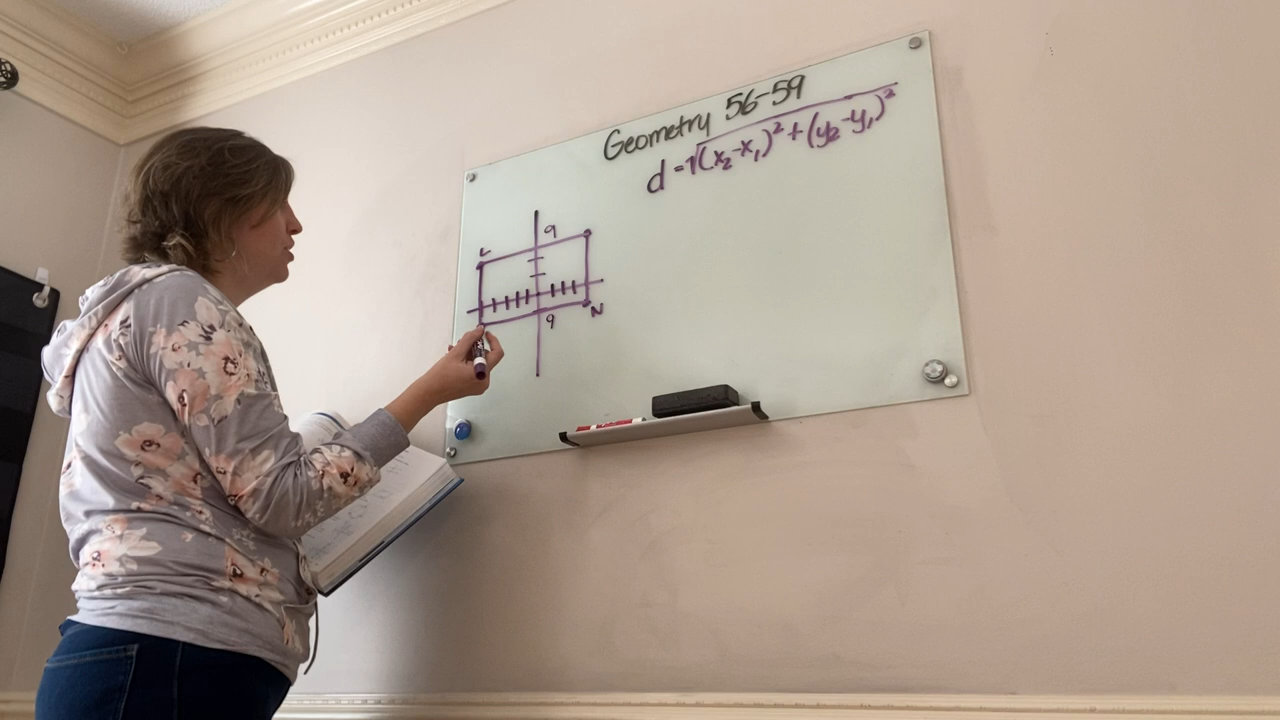 Geometry 56-59
d = √(x₂-x₁)² + (y₂-y₁)²
9
L
9
N